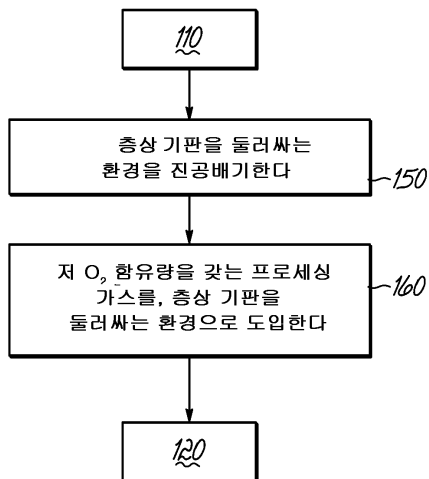 110
층상 기판을 둘러싸는
환경을 진공배기한다
150
저 O2 함유량을 갖는 프로세싱
가스를, 층상 기판을
둘러싸는 환경으로 도입한다
160
120